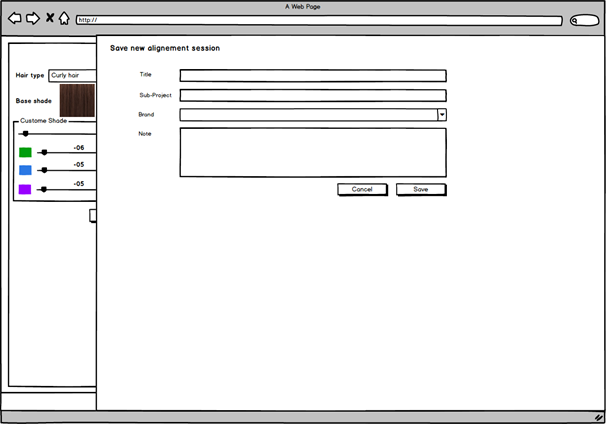 A Web Page
http://
Save new alignement session
Title
Sub-Project
Brand
Note
Cancel
Save
Hair type
Curly hair
Base shade
Custome Shade
-06
-05
-05